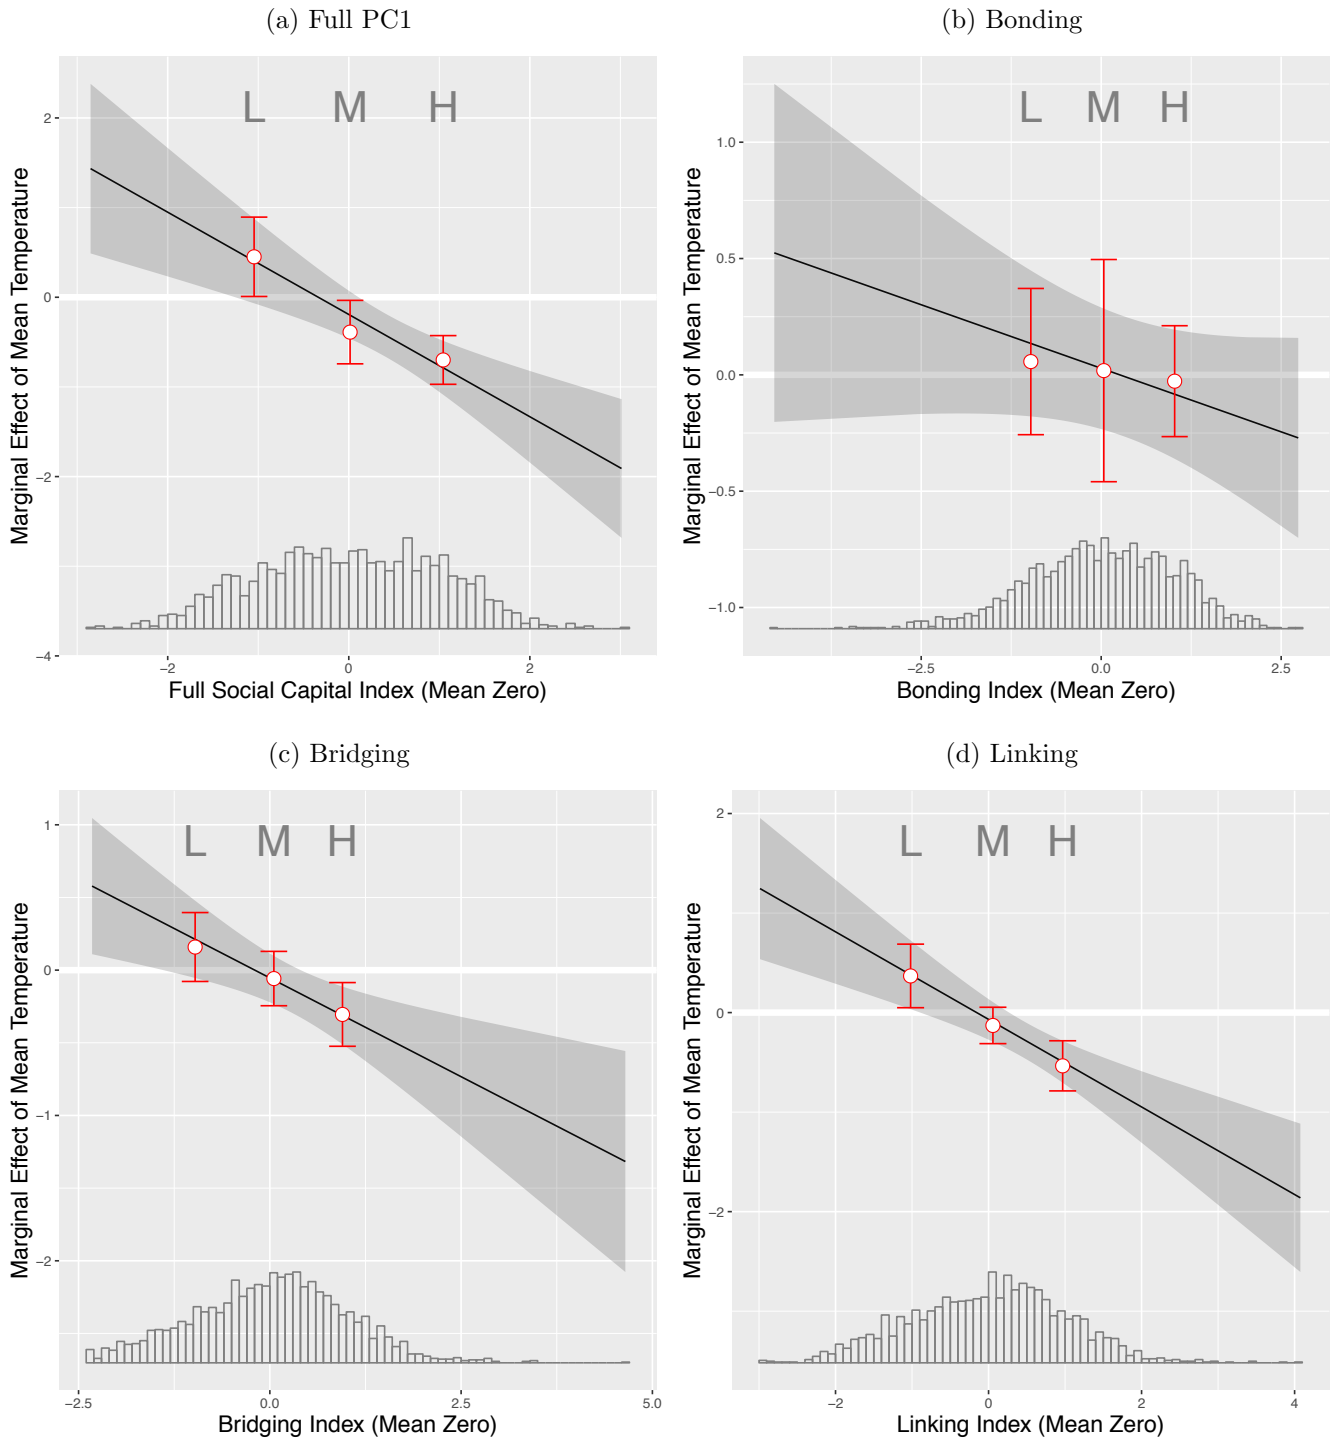 (a) Full PC1
L M H
Marginal Effect of Mean Temperature
2
0
−2
−4
−2 0 2
Full Social Capital Index (Mean Zero)
(b) Bonding
L M H
Marginal Effect of Mean Temperature
1.0
0.5
0.0
−0.5
−1.0
−2.5 0.0 2.5
Bonding Index (Mean Zero)
(c) Bridging
L M H
Marginal Effect of Mean Temperature
1
0
−1
−2
−2.5 0.0 2.5 5.0
Bridging Index (Mean Zero)
(d) Linking
L M H
Marginal Effect of Mean Temperature
2
0
−2
−2 0 2 4
Linking Index (Mean Zero)